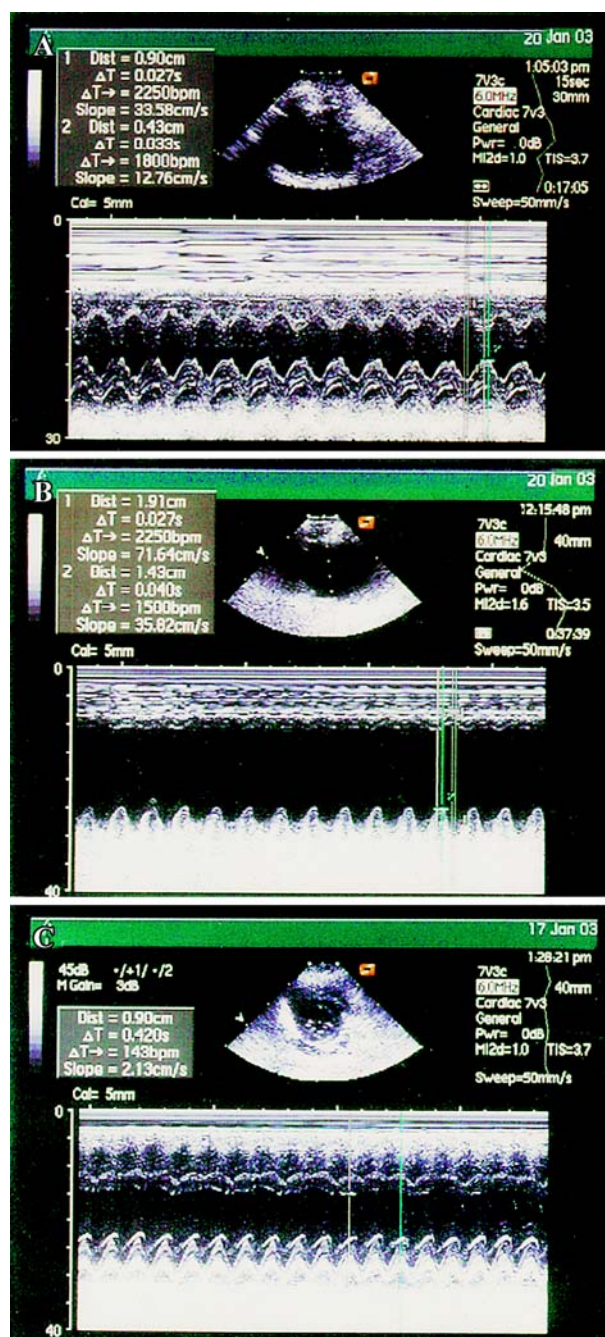 A
20 Jan 03
1 Dist = 0.90cm
ΔT = 0.027s
ΔT→ = 2250bpm
Slope = 33.58cm/s
2 Dist = 0.43cm
ΔT = 0.033s
ΔT→ = 1800bpm
Slope = 12.76cm/s
1:05:03 pm
7V3c 15sec
6.0MHz 30mm
Cardiac 7v3
General
Pwr= .0dB
MI2d=1.0 TIS=3.7
0:17:05
Sweep=50mm/s
Cal= 5mm
0
30
B
20 Jan 03
1 Dist = 1.91cm
ΔT = 0.027s
ΔT→ = 2250bpm
Slope = 71.64cm/s
2 Dist = 1.43cm
ΔT = 0.040s
ΔT→ = 1500bpm
Slope = 35.82cm/s
12:15:48 pm
7V3c
6.0MHz 40mm
Cardiac 7v3
General
Pwr= 0dB
MI2d=1.6 TIS=3.5
0:37:39
Sweep=50mm/s
Cal= 5mm
0
40
C
17 Jan 03
45dB •/+1/ •/2
M Gain= 3dB
Dist = 0.90cm
ΔT = 0.420s
ΔT→ = 143bpm
Slope = 2.13cm/s
1:28:21 pm
7V3c
6.0MHz 40mm
Cardiac 7v3
General
Pwr= 0dB
MI2d=1.0 TIS=3.7
Sweep=50mm/s
Cal= 5mm
0
40